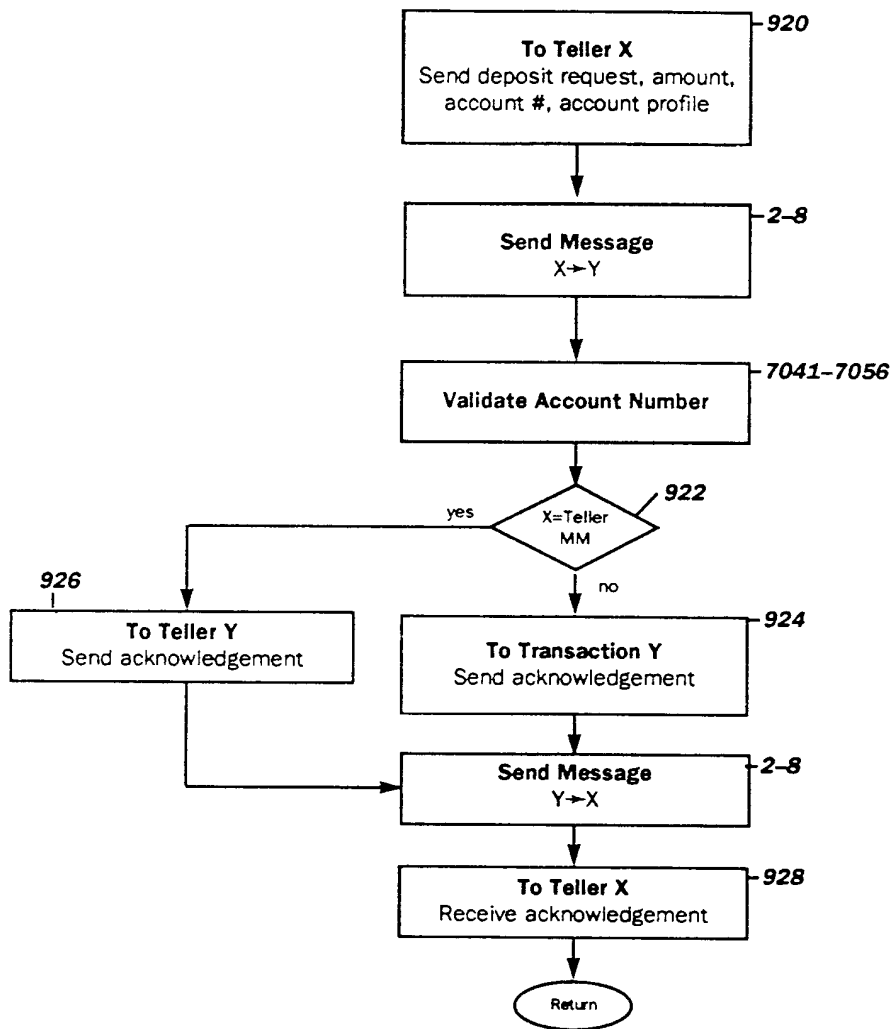 920
To Teller X
Send deposit request, amount,
account #, account profile
2-8
Send Message
X→Y
7041-7056
Validate Account Number
922
X=Teller
MM
yes
no
926
To Teller Y
Send acknowledgement
924
To Transaction Y
Send acknowledgement
2-8
Send Message
Y→X
928
To Teller X
Receive acknowledgement
Return